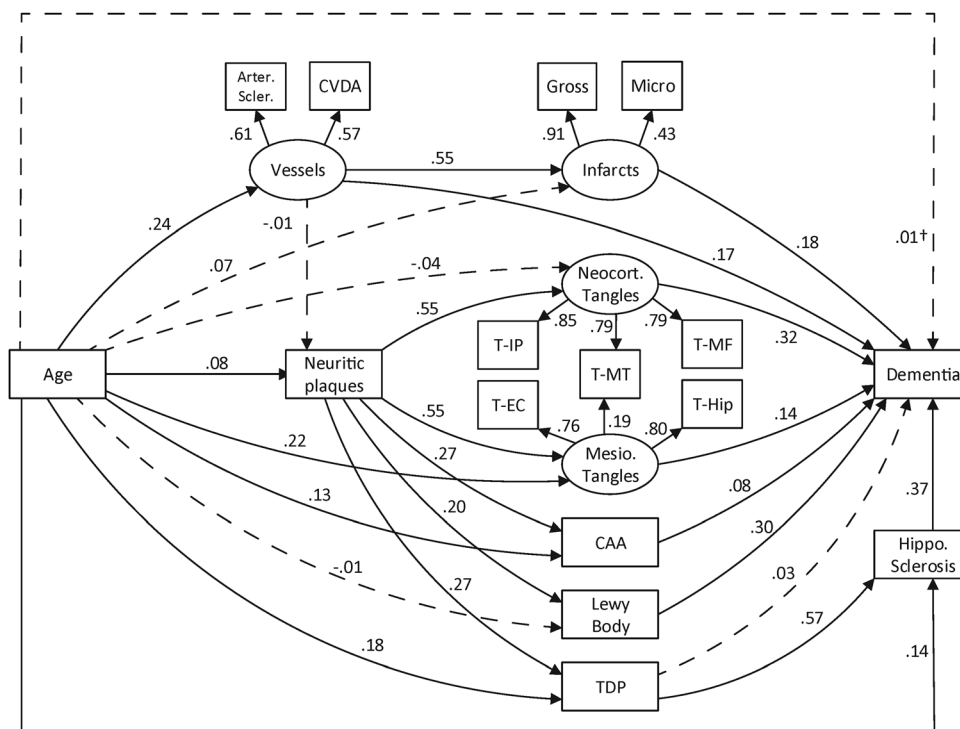 Arter.
Scler.
CVDA
Gross
Micro
.61
.57
.91
.43
Vessels
.55
Infarcts
.24
-.01
.07
-.04
.17
.18
.01†
Neocort.
Tangles
.55
.85
.79
.79
.32
T-IP
T-MF
T-MT
Age
.08
Neuritic
plaques
Dementia
T-EC
T-Hip
.55
.76
.19
.80
.14
Mesio.
Tangles
.22
.27
.13
.20
.08
.37
CAA
.30
Hippo.
Sclerosis
-.01
.27
.03
Lewy
Body
.57
.18
.14
TDP